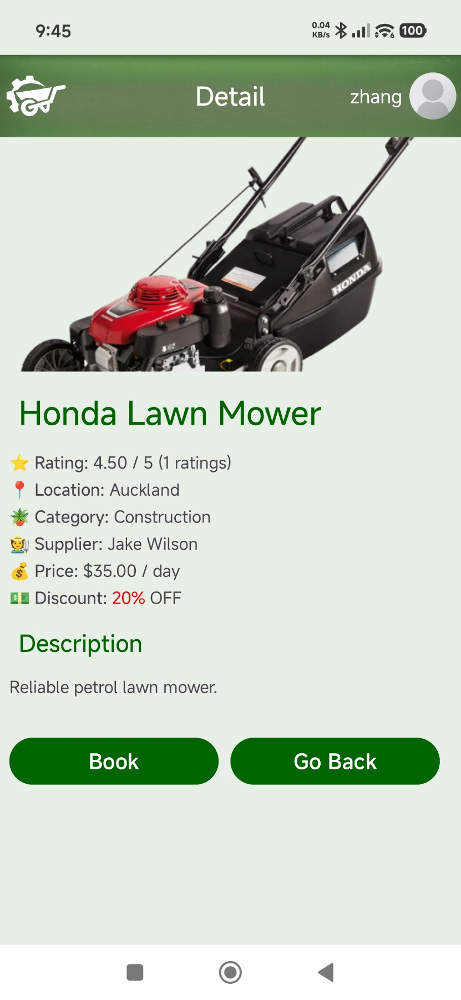 9:45
0.04
KB/s
6
100
Detail
zhang
HONDA
HONDA
Honda Lawn Mower
Rating: 4.50 / 5 (1 ratings)
Location: Auckland
Category: Construction
Supplier: Jake Wilson
Price: $35.00 / day
Discount: 20% OFF
Description
Reliable petrol lawn mower.
Book
Go Back